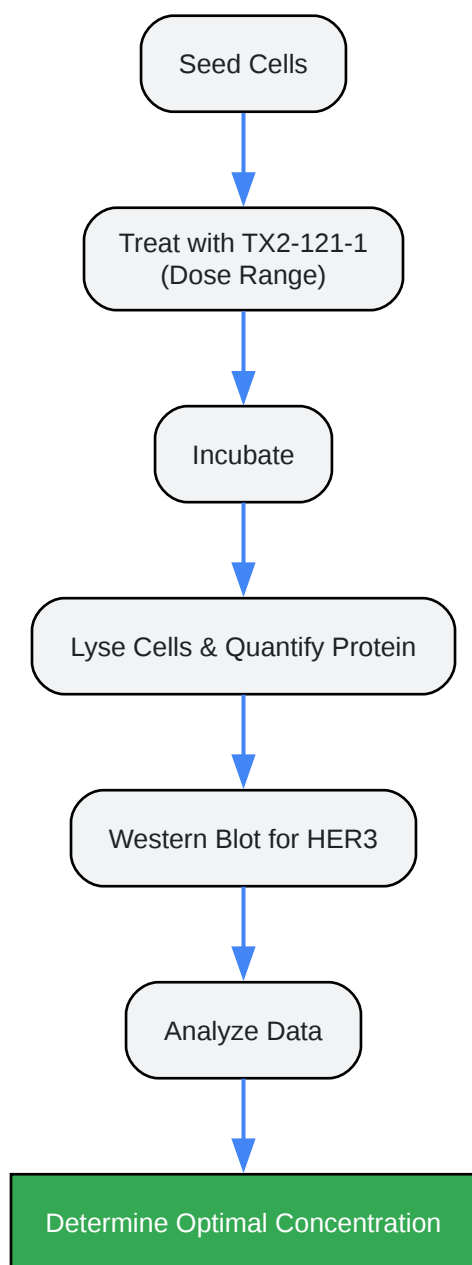 Seed Cells
Treat with TX2-121-1
(Dose Range)
Incubate
Lyse Cells & Quantify Protein
Western Blot for HER3
Analyze Data
Determine Optimal Concentration